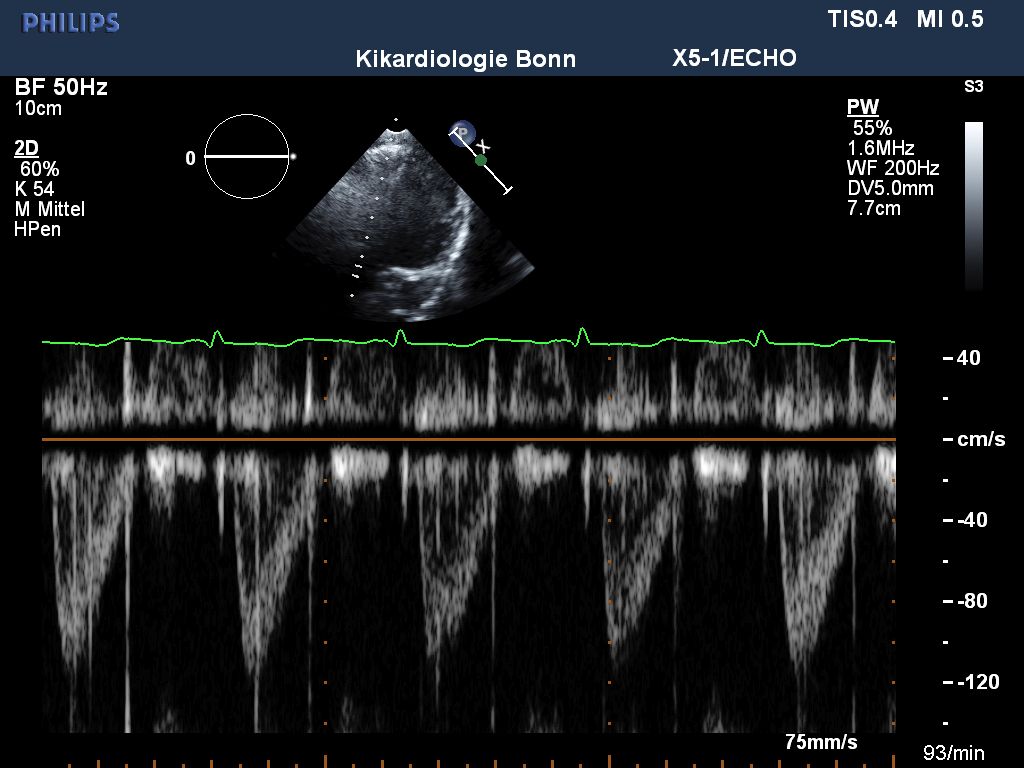 PHILIPS
TIS0.4 MI 0.5
Kikardiologie Bonn X5-1/ECHO
BF 50Hz
10cm
2D
60%
K 54
M Mittel
HPen
0
P
X
S3
PW
55%
1.6MHz
WF 200Hz
DV5.0mm
7.7cm
40
cm/s
-40
-80
-120
75mm/s
93/min